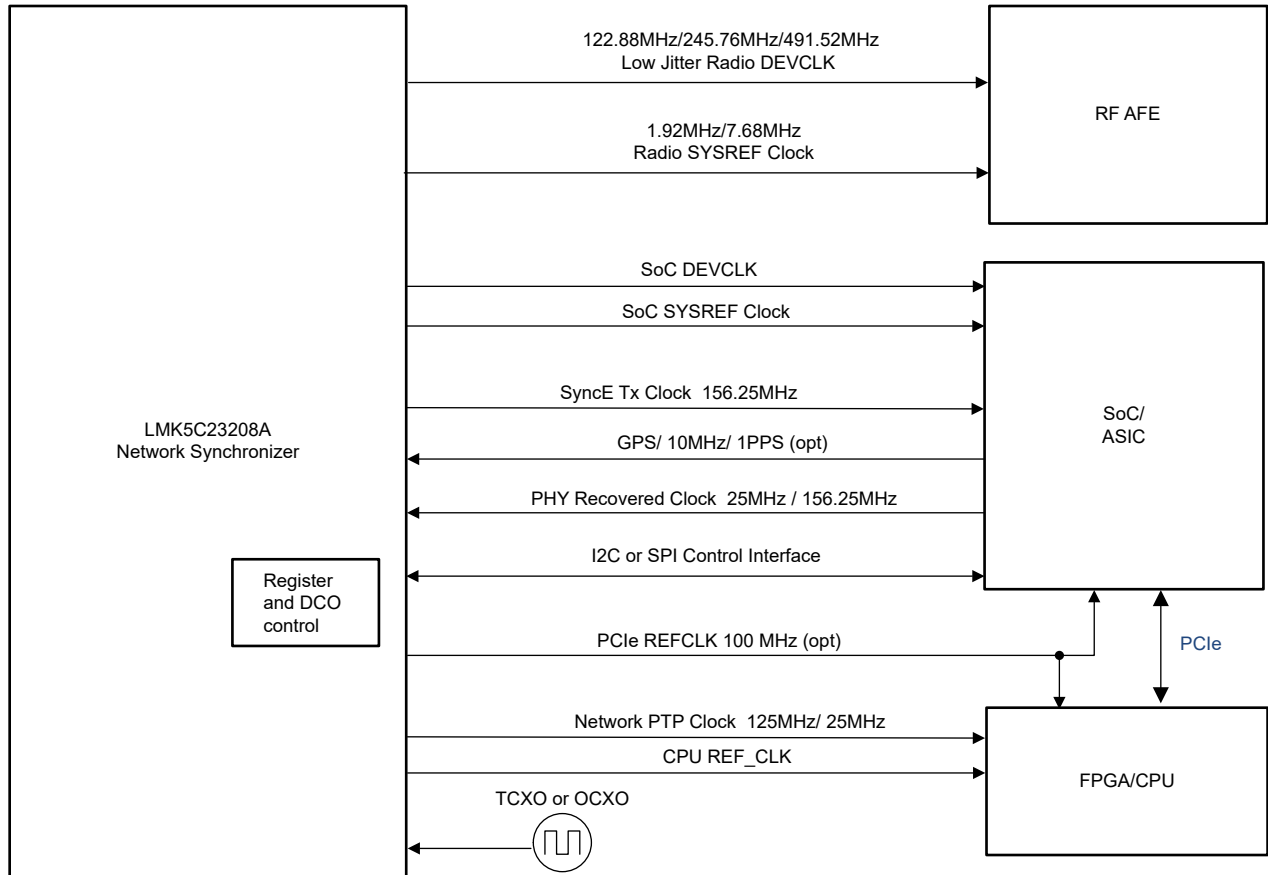 122.88MHz/245.76MHz/491.52MHz
Low Jitter Radio DEVCLK
RF AFE
1.92MHz/7.68MHz
Radio SYSREF Clock
SoC DEVCLK
SoC SYSREF Clock
SyncE Tx Clock 156.25MHz
LMK5C23208A
Network Synchronizer
SoC/
ASIC
GPS/ 10MHz/ 1PPS (opt)
PHY Recovered Clock 25MHz / 156.25MHz
I2C or SPI Control Interface
Register
and DCO
control
PCIe REFCLK 100 MHz (opt)
PCIe
Network PTP Clock 125MHz/ 25MHz
CPU REF_CLK
FPGA/CPU
TCXO or OCXO